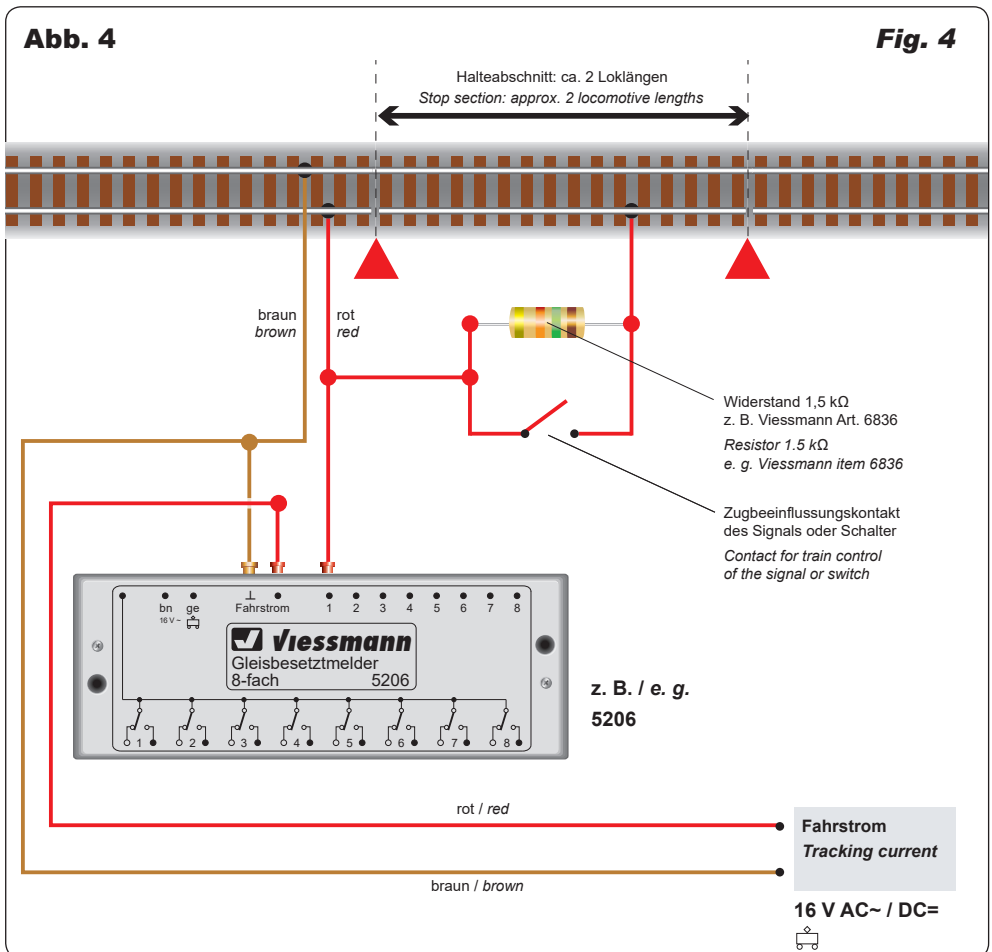 Abb. 4
Fig. 4
Halteabschnitt: ca. 2 Loklängen
Stop section: approx. 2 locomotive lengths
braun
brown
rot
red
Widerstand 1,5 kΩ
z. B. Viessmann Art. 6836
Resistor 1.5 kΩ
e. g. Viessmann item 6836
Zugbeeinflussungskontakt
des Signals oder Schalter
Contact for train control
of the signal or switch
bn ge ⊥ Fahrstrom 1 2 3 4 5 6 7 8
16 V ~
Viessmann
Gleisbesetztmelder
8-fach 5206
1 2 3 4 5 6 7 8
z. B. / e. g.
5206
rot / red
Fahrstrom
Tracking current
braun / brown
16 V AC~ / DC=